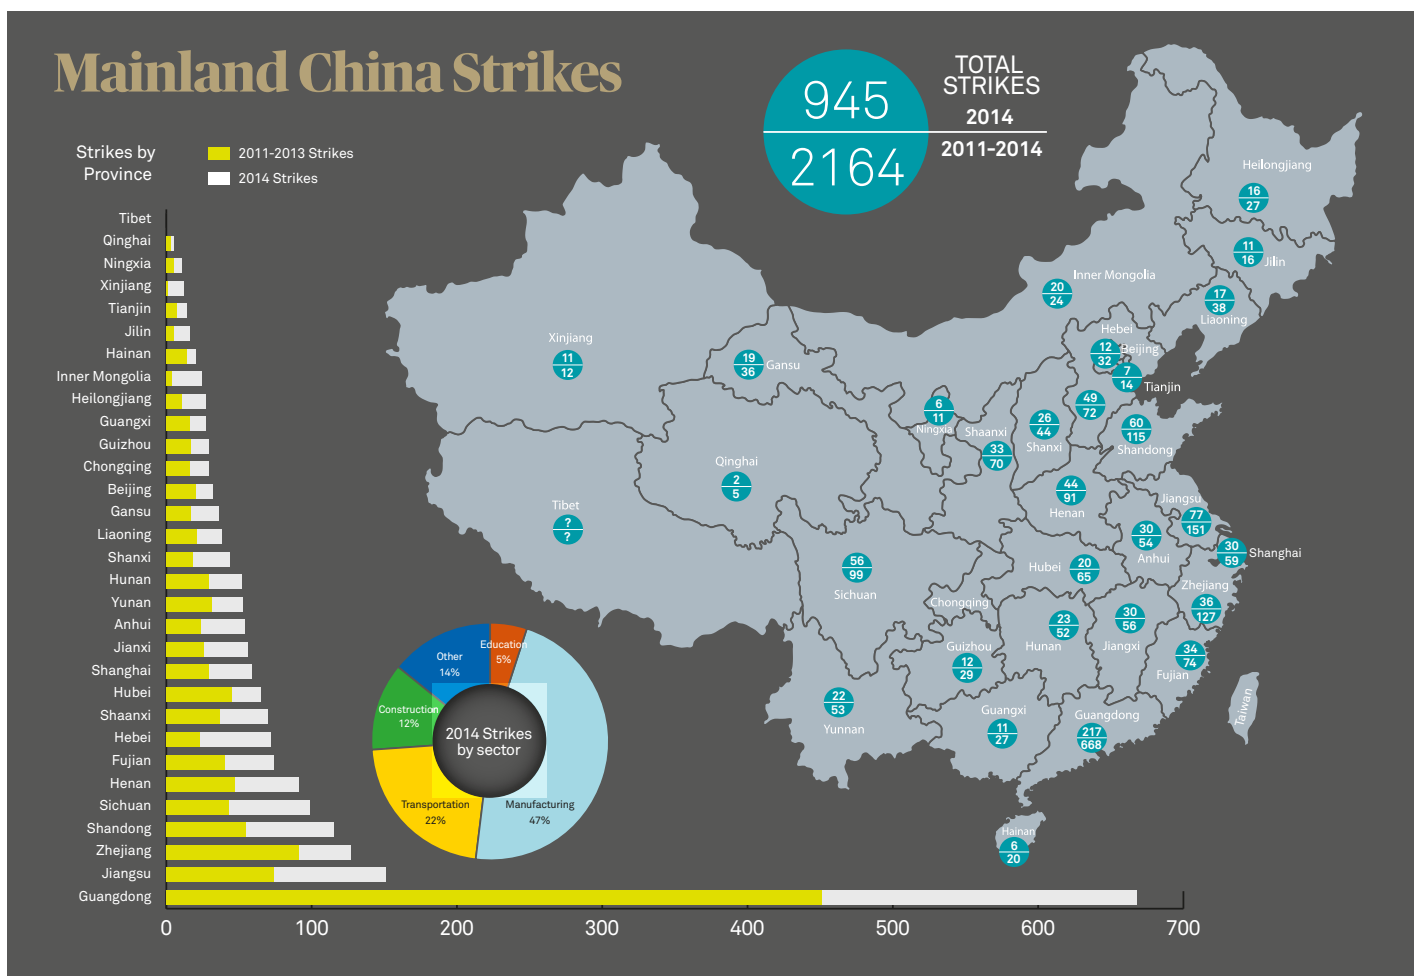 Mainland China Strikes
945
2164
TOTAL
STRIKES
2014
2011-2014
Strikes by
Province
2011-2013 Strikes
2014 Strikes
Tibet
Qinghai
Ningxia
Xinjiang
Tianjin
Jilin
Hainan
Inner Mongolia
Heilongjiang
Guangxi
Guizhou
Chongqing
Beijing
Gansu
Liaoning
Shanxi
Hunan
Yunan
Anhui
Jianxi
Shanghai
Hubei
Shaanxi
Hebei
Fujian
Henan
Sichuan
Shandong
Zhejiang
Jiangsu
Guangdong
0 100 200 300 400 500 600 700
2014 Strikes
by sector
Education
5%
Manufacturing
47%
Transportation
22%
Construction
12%
Other
14%
Heilongjiang
16
27
11
16
Jilin
Inner Mongolia
20
24
17
38
Liaoning
Hebei
12
32
Beijing
7
14
Tianjin
Xinjiang
11
12
19
36
Gansu
6
11
Ningxia
Shaanxi
33
70
26
44
Shanxi
49
72
60
115
Shandong
Qinghai
2
5
44
91
Henan
Jiangsu
77
151
Tibet
?
?
30
54
Anhui
30
59
Shanghai
56
99
Sichuan
Hubei
20
65
Zhejiang
36
127
Chongqing
23
52
Hunan
30
56
Jiangxi
34
74
Fujian
Guizhou
12
29
22
53
Yunnan
Guangxi
11
27
Guangdong
217
668
Taiwan
Hainan
6
20